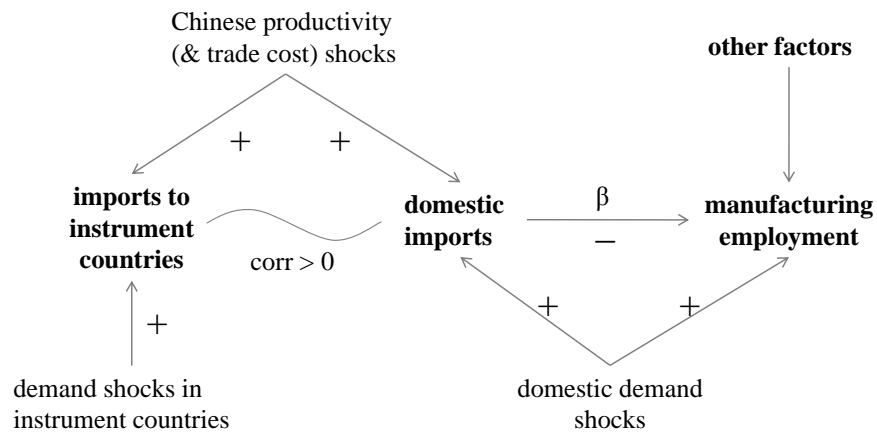 Chinese productivity
(& trade cost) shocks
other factors
+
+
imports to
instrument
countries
corr > 0
domestic
imports
β
–
manufacturing
employment
+
+
+
demand shocks in
instrument countries
domestic demand
shocks